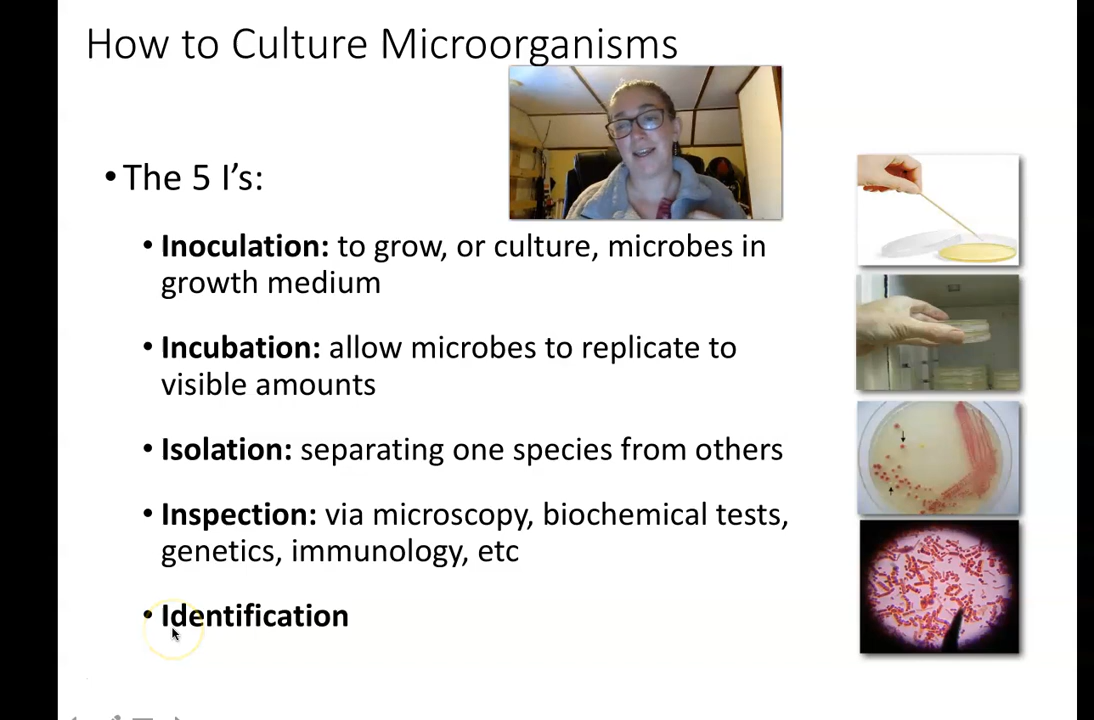 How to Culture Microorganisms
• The 5 I’s:
• Inoculation: to grow, or culture, microbes in
growth medium
• Incubation: allow microbes to replicate to
visible amounts
• Isolation: separating one species from others
• Inspection: via microscopy, biochemical tests,
genetics, immunology, etc
• Identification